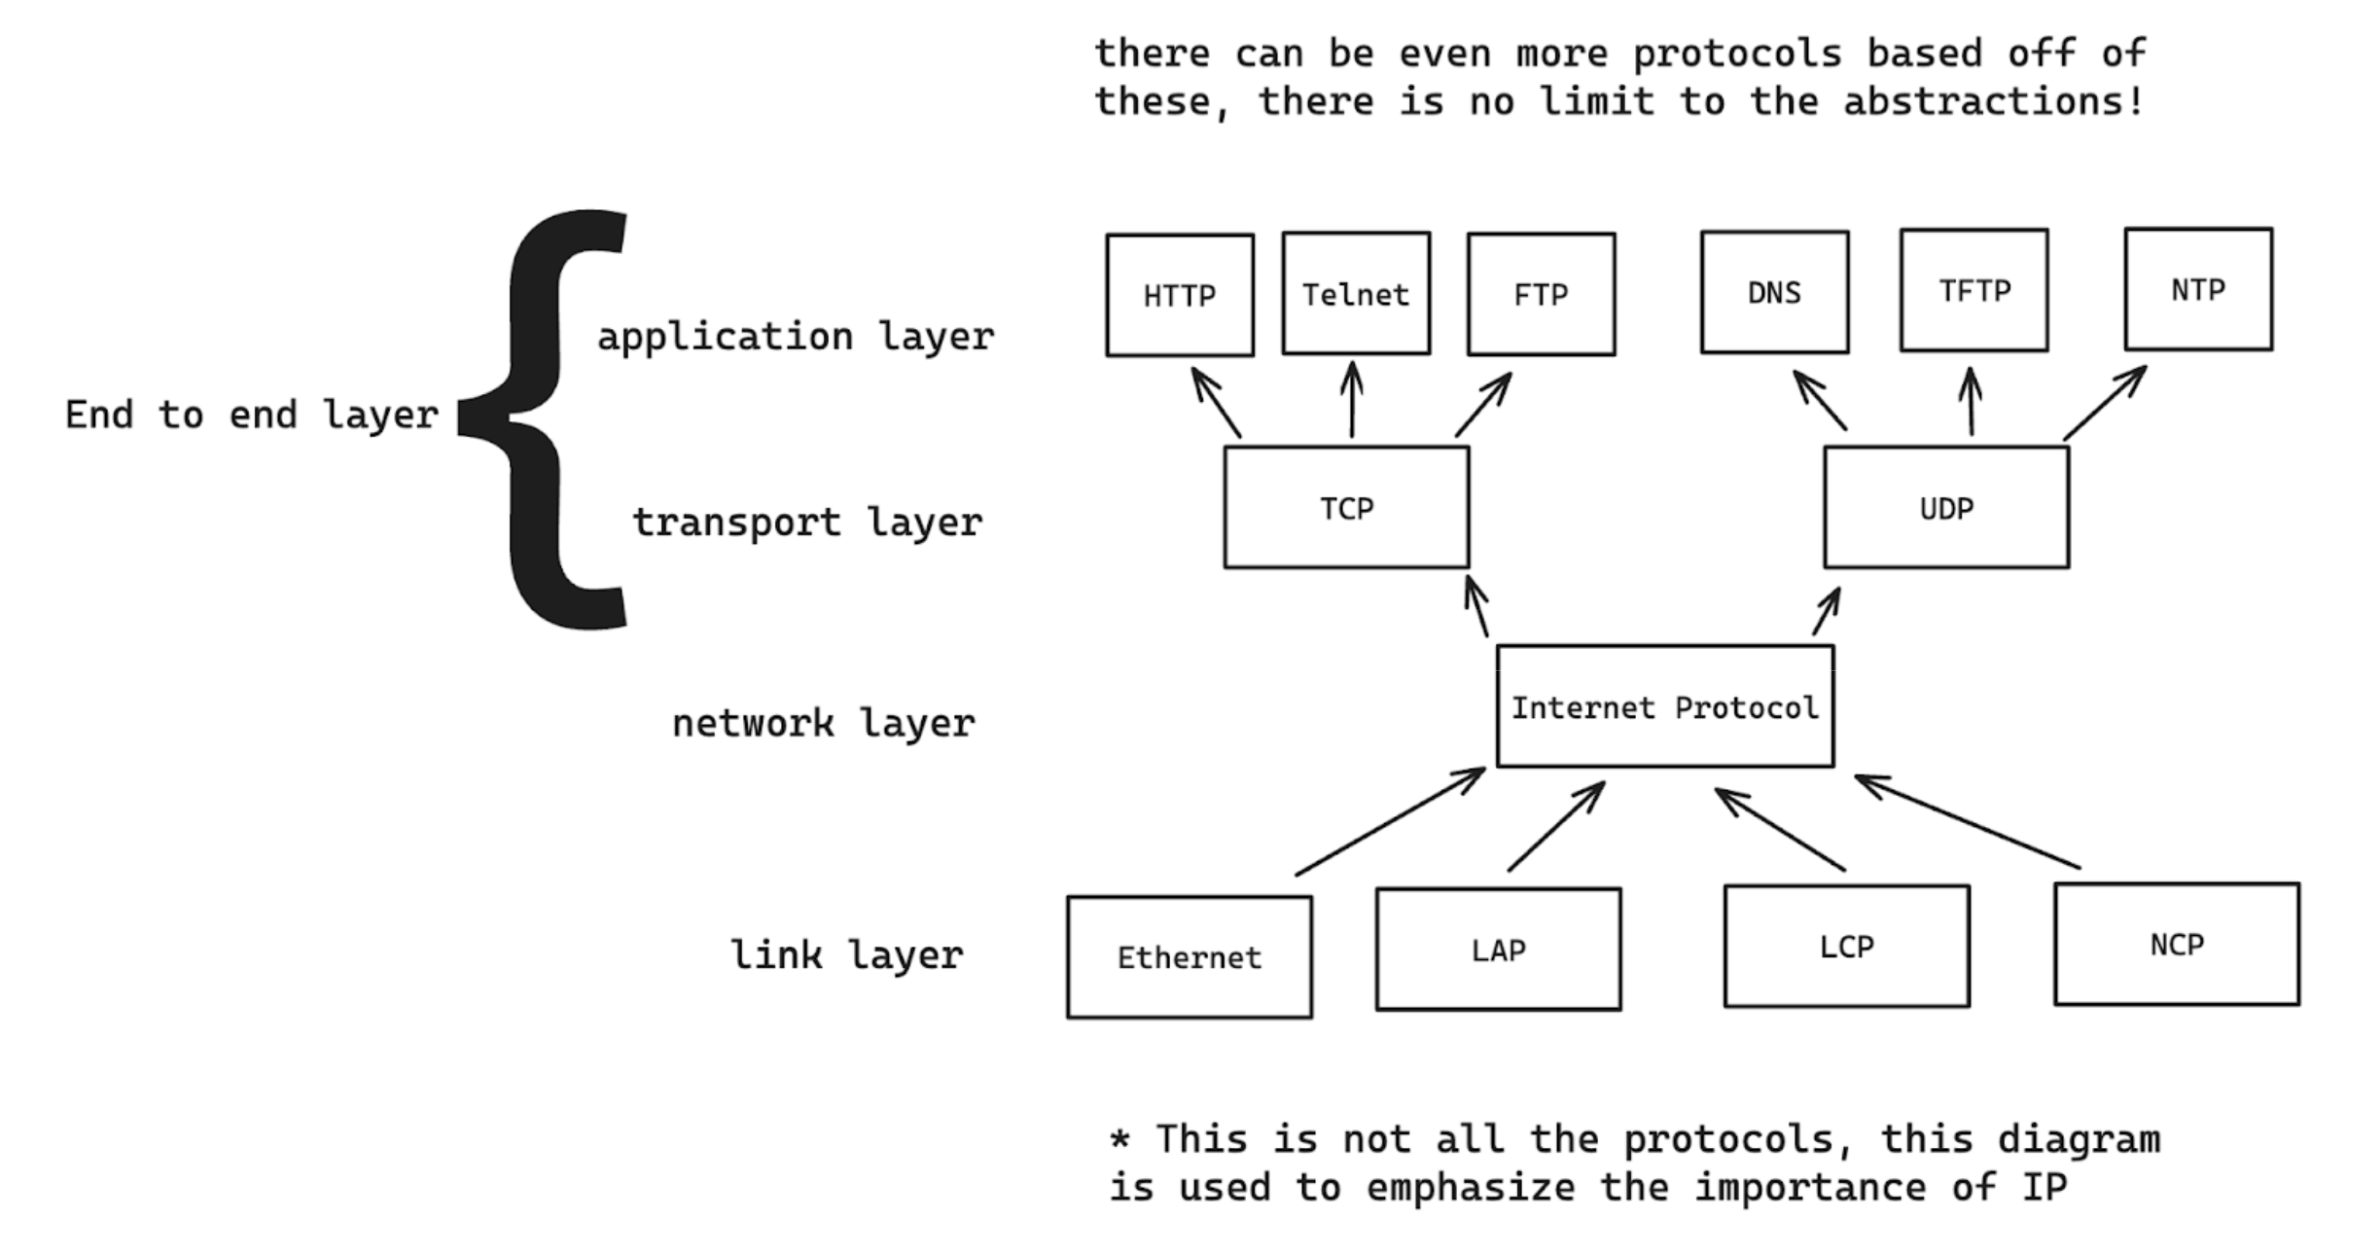 there can be even more protocols based off of
these, there is no limit to the abstractions!
HTTP
Telnet
FTP
DNS
TFTP
NTP
application layer
End to end layer
TCP
UDP
transport layer
Internet Protocol
network layer
Ethernet
LAP
LCP
NCP
link layer
* This is not all the protocols, this diagram
is used to emphasize the importance of IP